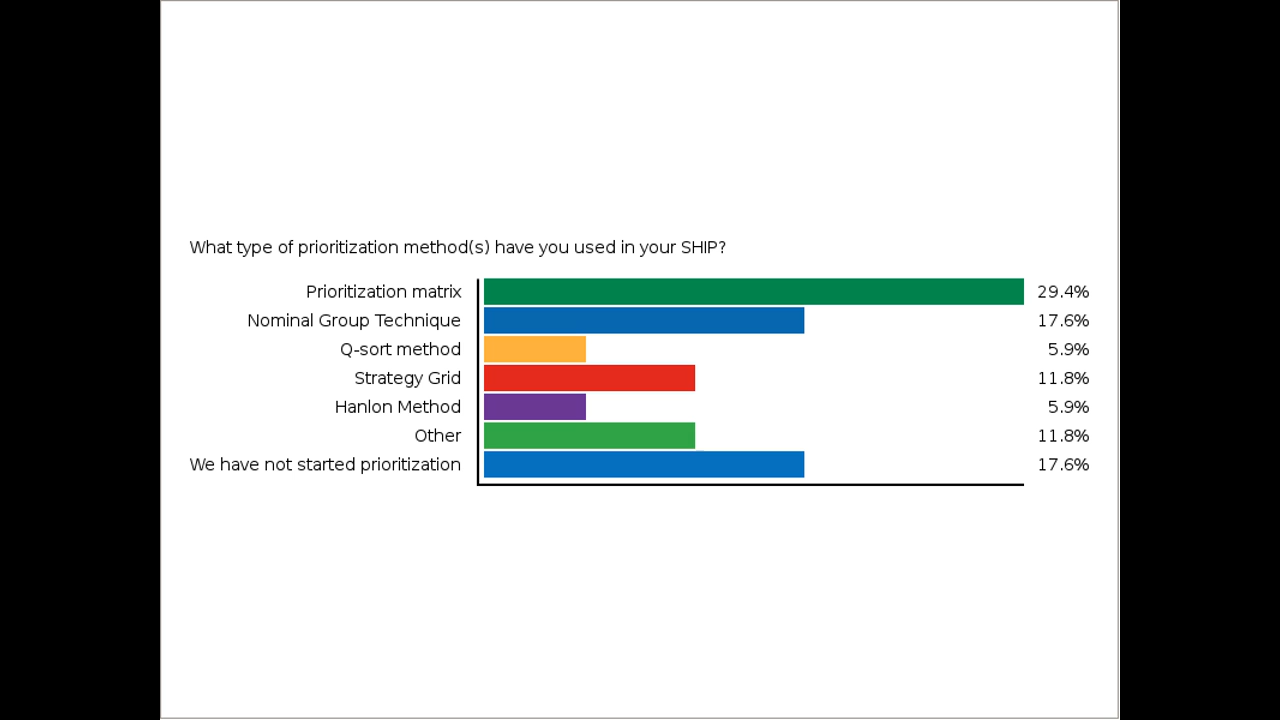 What type of prioritization method(s) have you used in your SHIP?
Prioritization matrix 29.4%
Nominal Group Technique 17.6%
Q-sort method 5.9%
Strategy Grid 11.8%
Hanlon Method 5.9%
Other 11.8%
We have not started prioritization 17.6%